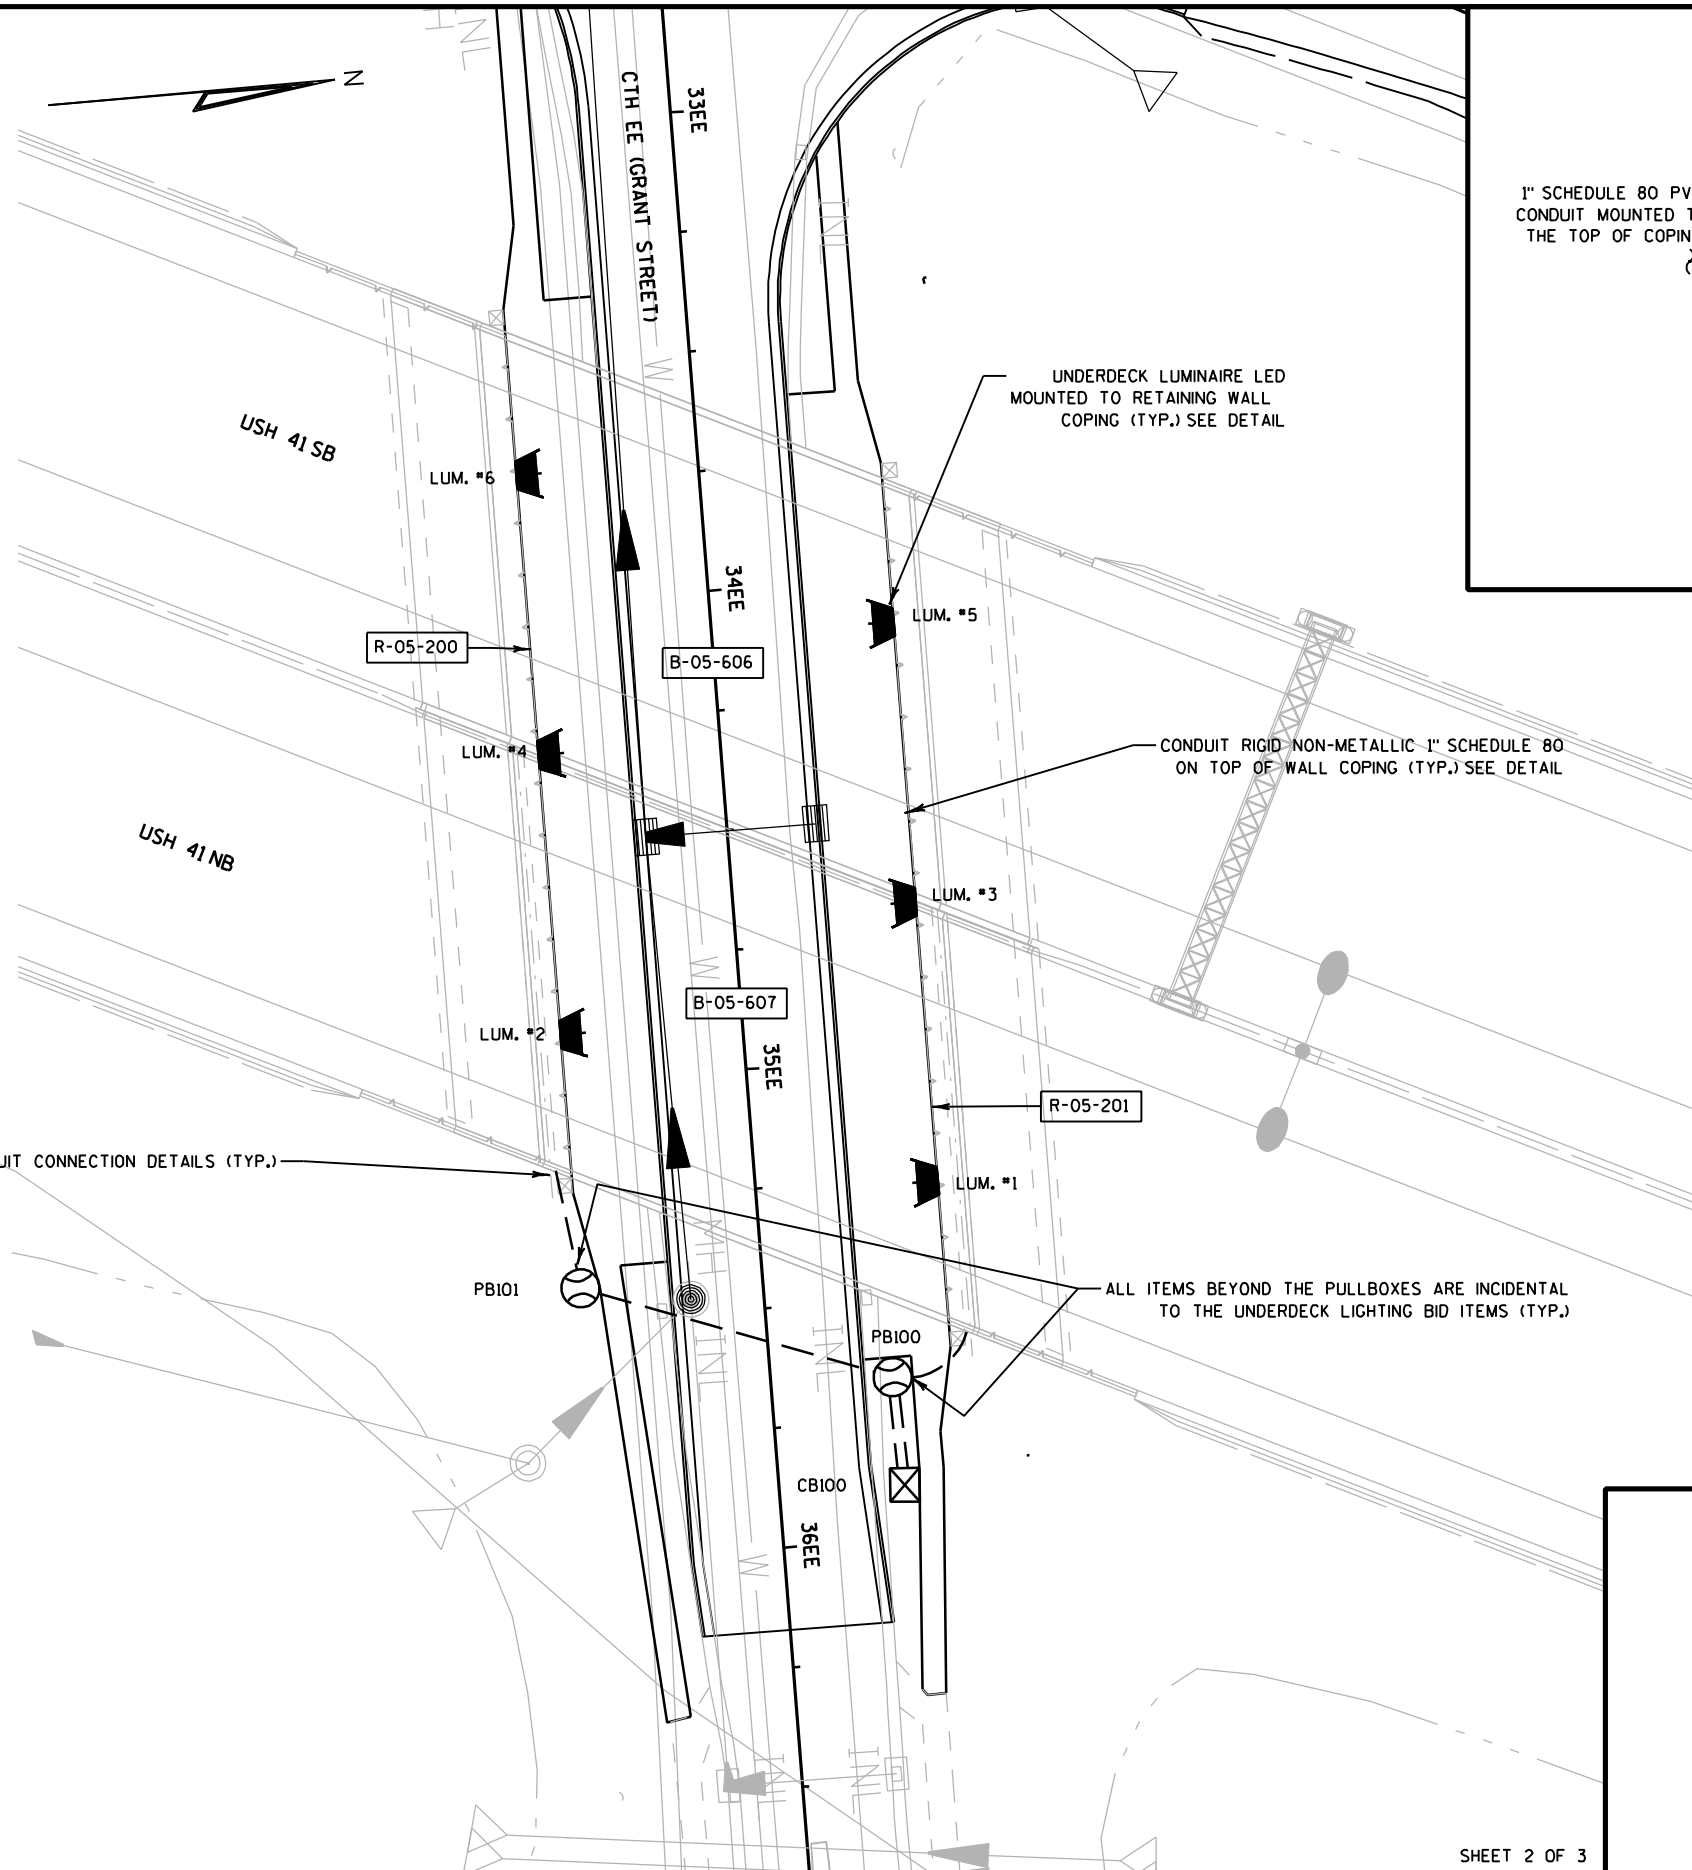 N
CTH EE (GRANT STREET)
33EE
1" SCHEDULE 80 PV
CONDUIT MOUNTED T
THE TOP OF COPIN
UNDERDECK LUMINAIRE LED
MOUNTED TO RETAINING WALL
COPING (TYP.) SEE DETAIL
USH 41 SB
LUM. #6
34EE
LUM. #5
R-05-200
B-05-606
LUM. #4
CONDUIT RIGID NON-METALLIC 1" SCHEDULE 80
ON TOP OF WALL COPING (TYP.) SEE DETAIL
USH 41 NB
LUM. #3
B-05-607
LUM. #2
35EE
R-05-201
UIT CONNECTION DETAILS (TYP.)
LUM. #1
PB101
ALL ITEMS BEYOND THE PULLBOXES ARE INCIDENTAL
TO THE UNDERDECK LIGHTING BID ITEMS (TYP.)
PB100
CB100
36EE
SHEET 2 OF 3